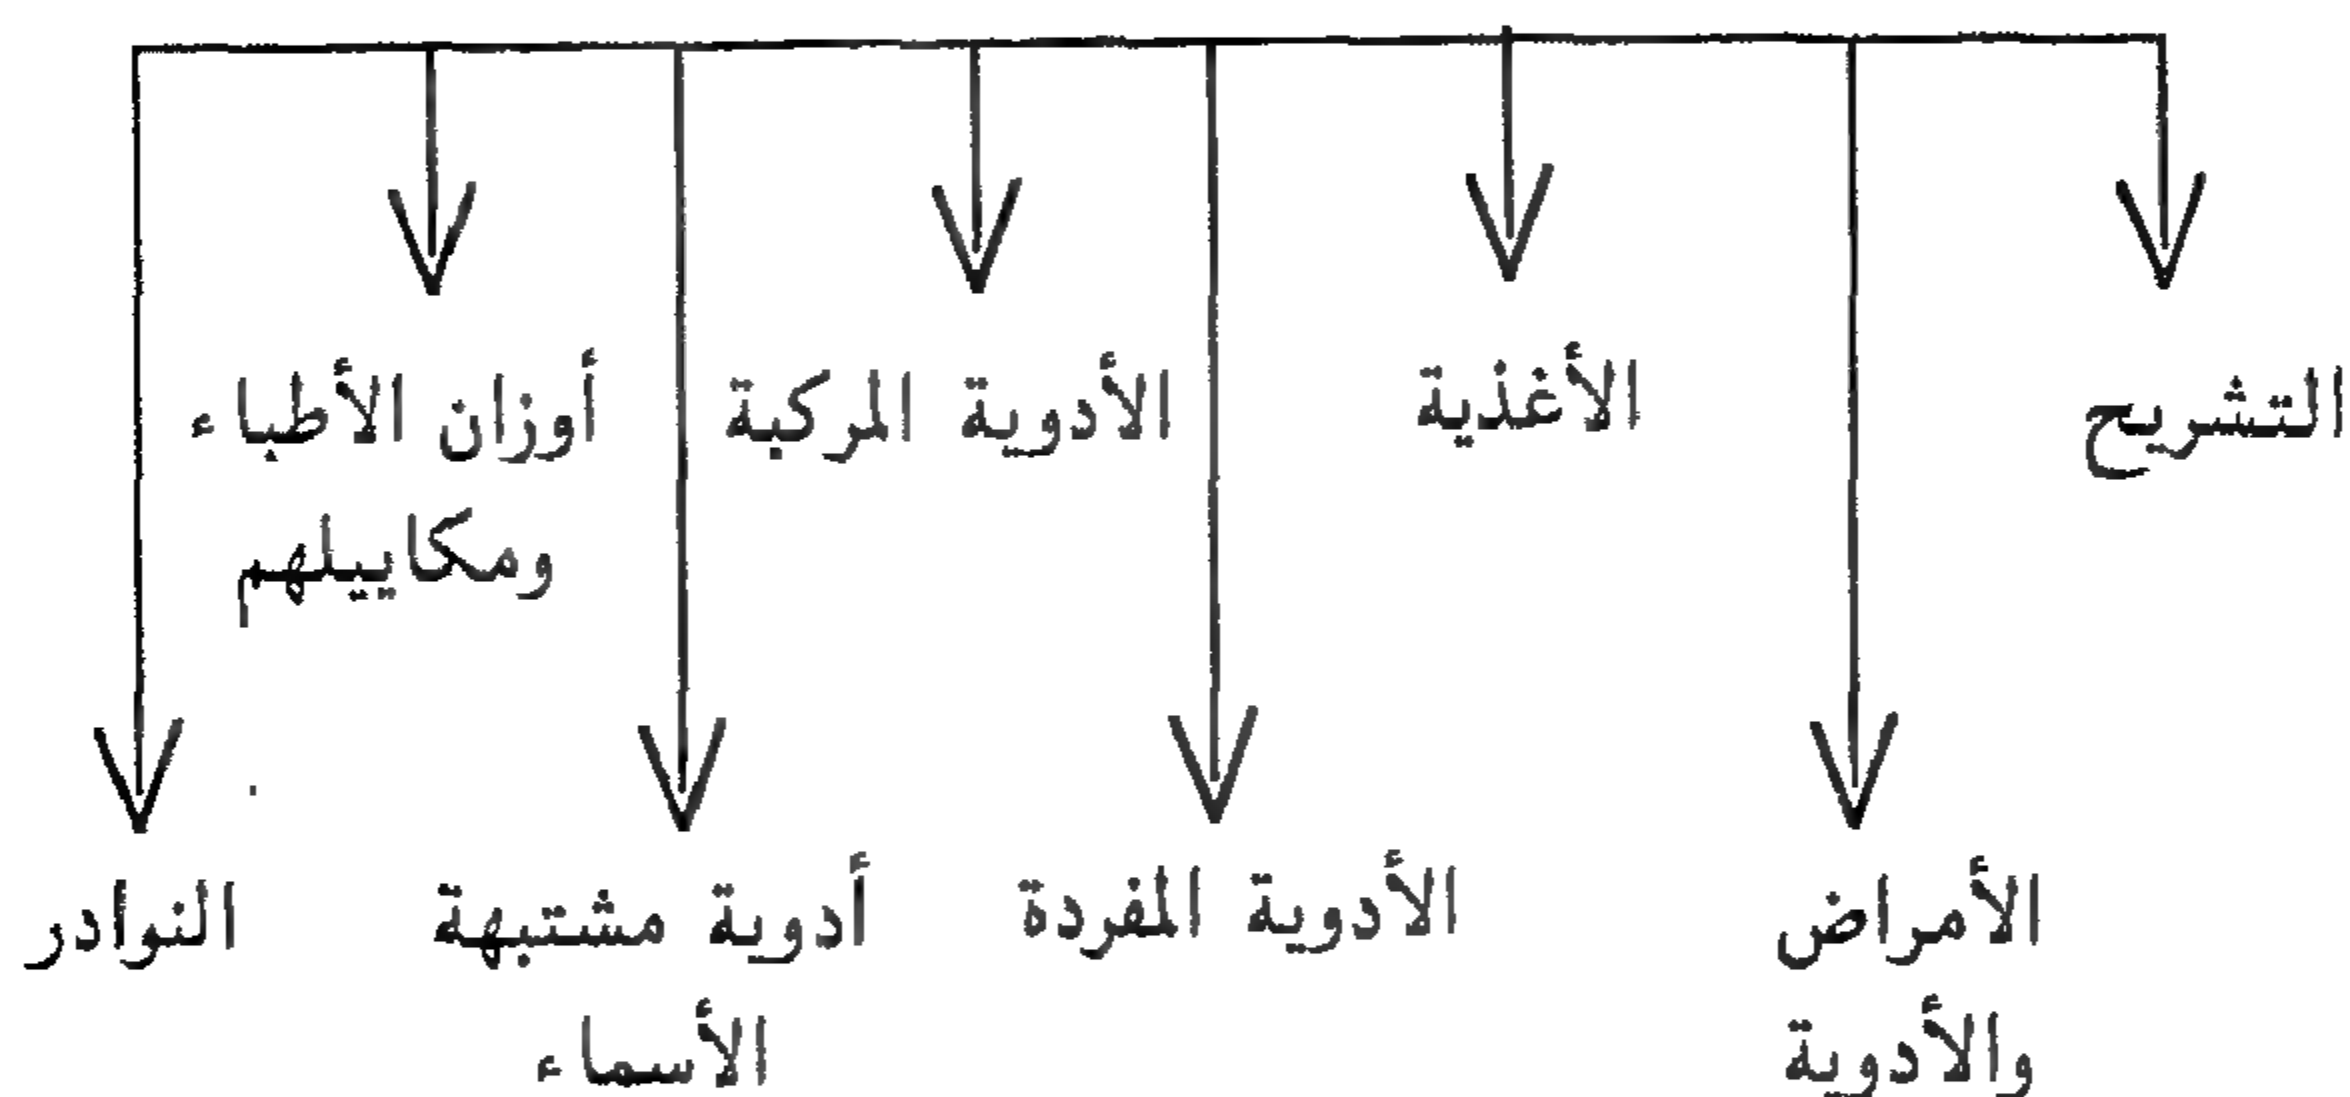 التشريح
الأغذية
الأدوية المركبة
أوزان الأطباء
ومكاييلهم
الأمراض
والأدوية
الأدوية المفردة
أدوية مشتبهة
الأسماء
النوادر